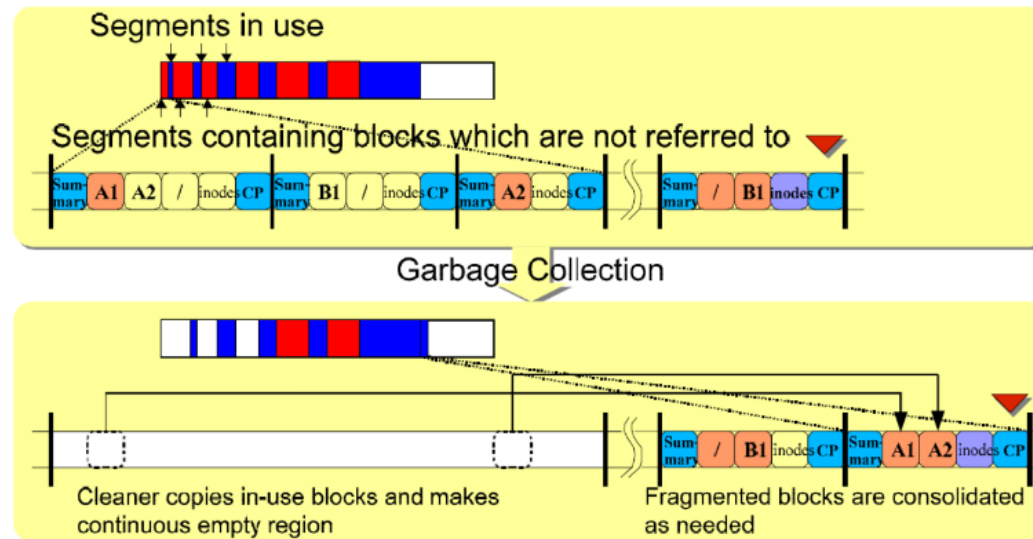 Segments in use
Segments containing blocks which are not referred to
Sum-mary A1 A2 / inodes CP Sum-mary B1 / inodes CP Sum-mary A2 inodes CP Sum-mary / B1 inodes CP
Garbage Collection
Sum-mary / B1 inodes CP Sum-mary A1 A2 inodes CP
Cleaner copies in-use blocks and makes
continuous empty region
Fragmented blocks are consolidated
as needed